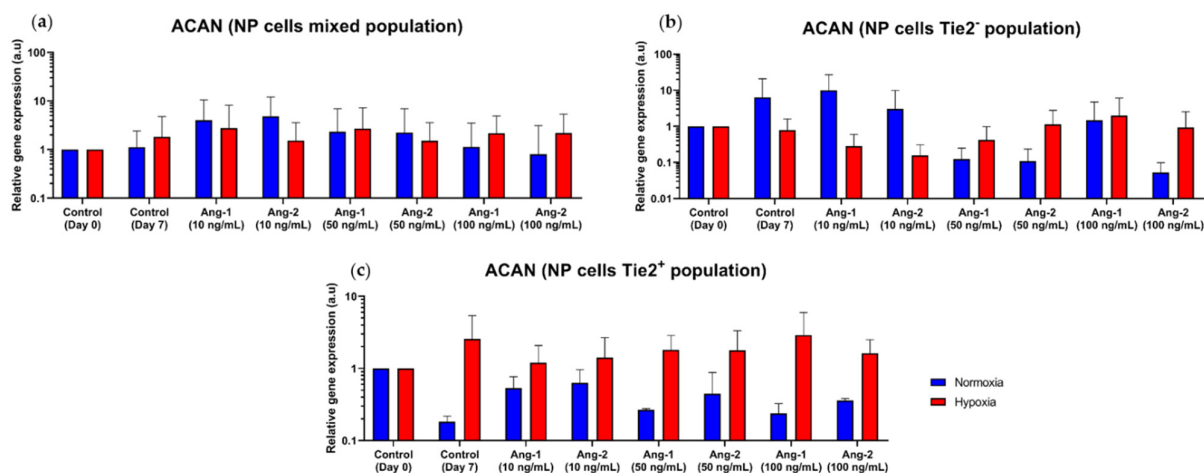 (a)
ACAN (NP cells mixed population)
Relative gene expression (a.u)
100
10
1
0.1
Control Control Ang-1 Ang-2 Ang-1 Ang-2 Ang-1 Ang-2
(Day 0) (Day 7) (10 ng/mL) (10 ng/mL) (50 ng/mL) (50 ng/mL) (100 ng/mL) (100 ng/mL)
(b)
ACAN (NP cells Tie2⁻ population)
Relative gene expression (a.u)
100
10
1
0.1
0.01
Control Control Ang-1 Ang-2 Ang-1 Ang-2 Ang-1 Ang-2
(Day 0) (Day 7) (10 ng/mL) (10 ng/mL) (50 ng/mL) (50 ng/mL) (100 ng/mL) (100 ng/mL)
(c)
ACAN (NP cells Tie2⁺ population)
Relative gene expression (a.u)
10
1
0.1
Control Control Ang-1 Ang-2 Ang-1 Ang-2 Ang-1 Ang-2
(Day 0) (Day 7) (10 ng/mL) (10 ng/mL) (50 ng/mL) (50 ng/mL) (100 ng/mL) (100 ng/mL)
Normoxia
Hypoxia